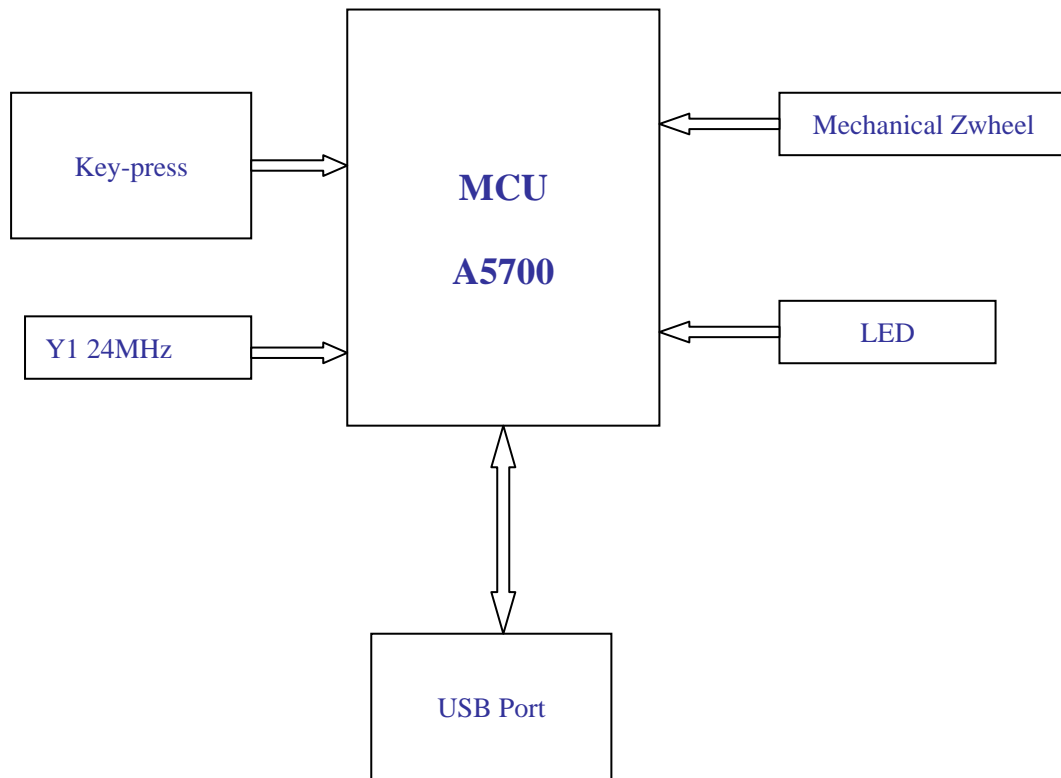 Key-press
MCU
A5700
Mechanical Zwheel
Y1 24MHz
LED
USB Port